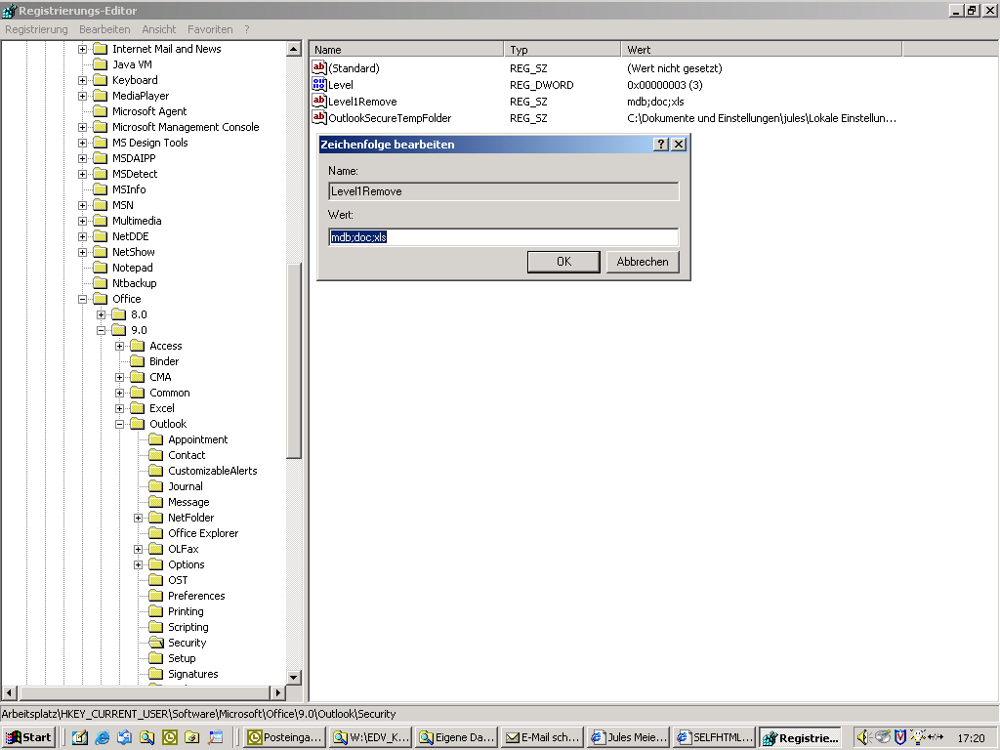 Registrierungs-Editor
Registrierung Bearbeiten Ansicht Favoriten ?
Internet Mail and News
Java VM
Keyboard
MediaPlayer
Microsoft Agent
Microsoft Management Console
MS Design Tools
MSDAIPP
MSDetect
MSInfo
MSN
Multimedia
NetDDE
NetShow
Notepad
Ntbackup
Office
8.0
9.0
Access
Binder
CMA
Common
Excel
Outlook
Appointment
Contact
CustomizableAlerts
Journal
Message
NetFolder
Office Explorer
OLFax
Options
OST
Preferences
Printing
Scripting
Security
Setup
Signatures
Name Typ Wert
(Standard) REG_SZ (Wert nicht gesetzt)
Level REG_DWORD 0x00000003 (3)
Level1Remove REG_SZ mdb;doc;xls
OutlookSecureTempFolder REG_SZ C:\Dokumente und Einstellungen\jules\Lokale Einstellun...
Zeichenfolge bearbeiten
Name:
Level1Remove
Wert:
mdb;doc;xls
OK Abbrechen
Arbeitsplatz\HKEY_CURRENT_USER\Software\Microsoft\Office\9.0\Outlook\Security
Start Posteinga... W:\EDV_K... Eigene Da... E-Mail sch... Jules Meie... SELFHTML... Registrie... 17:20